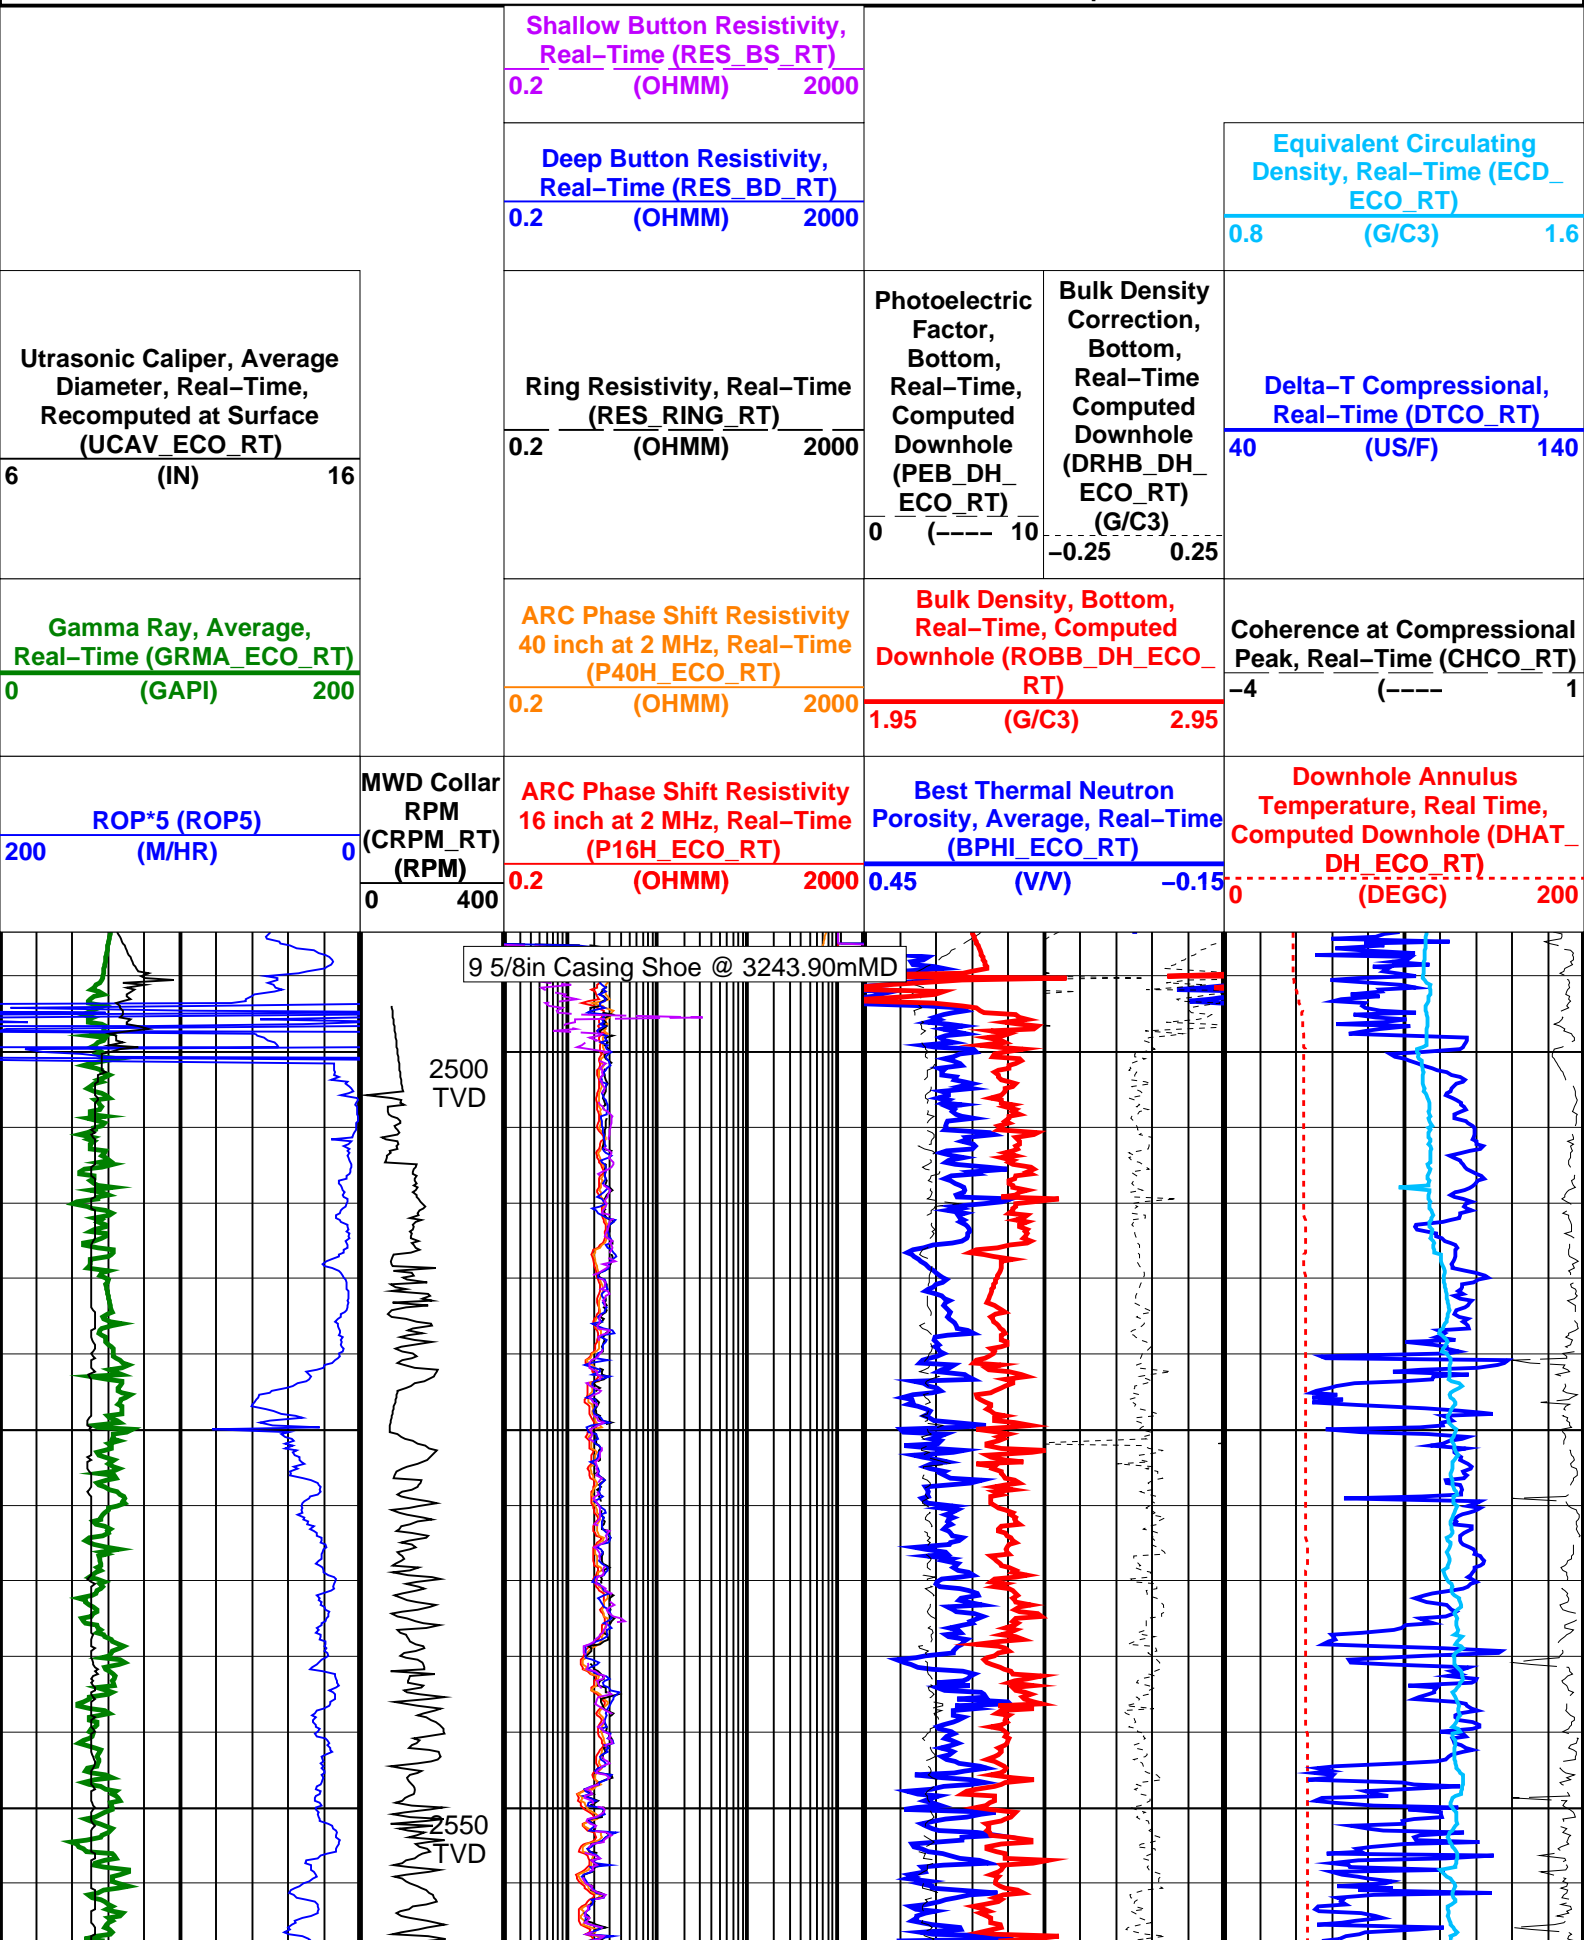 Shallow Button Resistivity,
Real–Time (RES_BS_RT)
0.2 (OHMM) 2000
Deep Button Resistivity,
Real–Time (RES_BD_RT)
0.2 (OHMM) 2000
Equivalent Circulating
Density, Real–Time (ECD_
ECO_RT)
0.8 (G/C3) 1.6
Utrasonic Caliper, Average
Diameter, Real–Time,
Recomputed at Surface
(UCAV_ECO_RT)
6 (IN) 16
Ring Resistivity, Real–Time
(RES_RING_RT)
0.2 (OHMM) 2000
Photoelectric
Factor,
Bottom,
Real–Time,
Computed
Downhole
(PEB_DH_
ECO_RT)
0 (–––– 10
Bulk Density
Correction,
Bottom,
Real–Time
Computed
Downhole
(DRHB_DH_
ECO_RT)
(G/C3)
–0.25 0.25
Delta–T Compressional,
Real–Time (DTCO_RT)
40 (US/F) 140
Gamma Ray, Average,
Real–Time (GRMA_ECO_RT)
0 (GAPI) 200
ARC Phase Shift Resistivity
40 inch at 2 MHz, Real–Time
(P40H_ECO_RT)
0.2 (OHMM) 2000
Bulk Density, Bottom,
Real–Time, Computed
Downhole (ROBB_DH_ECO_
RT)
1.95 (G/C3) 2.95
Coherence at Compressional
Peak, Real–Time (CHCO_RT)
–4 (–––– 1
ROP*5 (ROP5)
200 (M/HR) 0
MWD Collar
RPM
(CRPM_RT)
(RPM)
0 400
ARC Phase Shift Resistivity
16 inch at 2 MHz, Real–Time
(P16H_ECO_RT)
0.2 (OHMM) 2000
Best Thermal Neutron
Porosity, Average, Real–Time
(BPHI_ECO_RT)
0.45 (V/V) –0.15
Downhole Annulus
Temperature, Real Time,
Computed Downhole (DHAT_
DH_ECO_RT)
0 (DEGC) 200
9 5/8in Casing Shoe @ 3243.90mMD
2500
TVD
2550
TVD